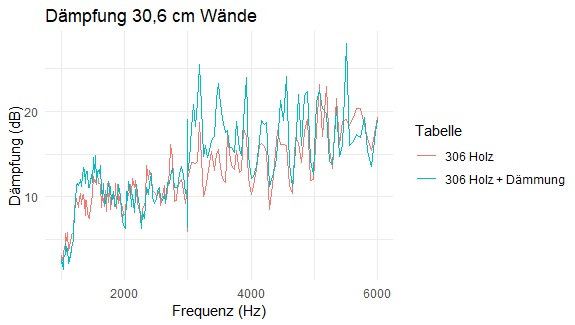 Dämpfung 30,6 cm Wände
Dämpfung (dB)
20
10
2000
4000
6000
Frequenz (Hz)
Tabelle
306 Holz
306 Holz + Dämmung